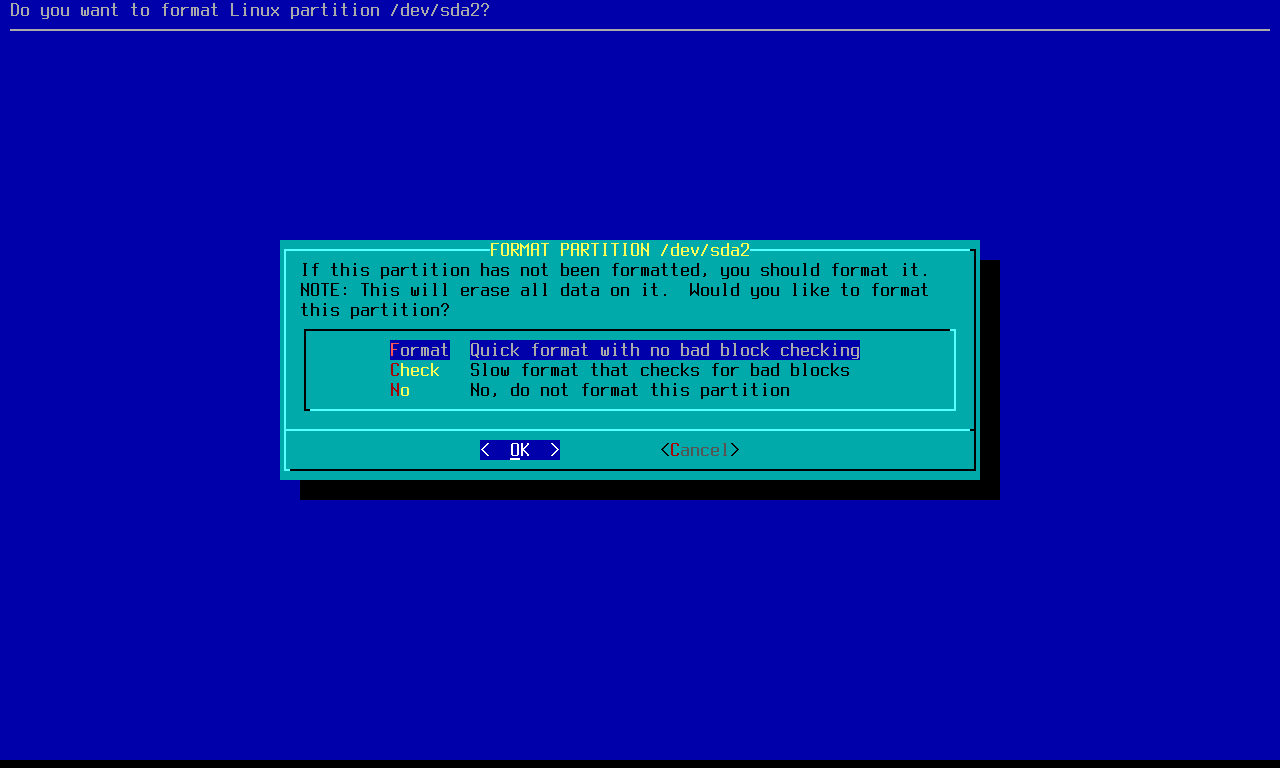 Do you want to format Linux partition /dev/sda2?
FORMAT PARTITION /dev/sda2
If this partition has not been formatted, you should format it.
NOTE: This will erase all data on it.  Would you like to format
this partition?
Format  Quick format with no bad block checking
Check   Slow format that checks for bad blocks
No      No, do not format this partition
<  OK  >          <Cancel>